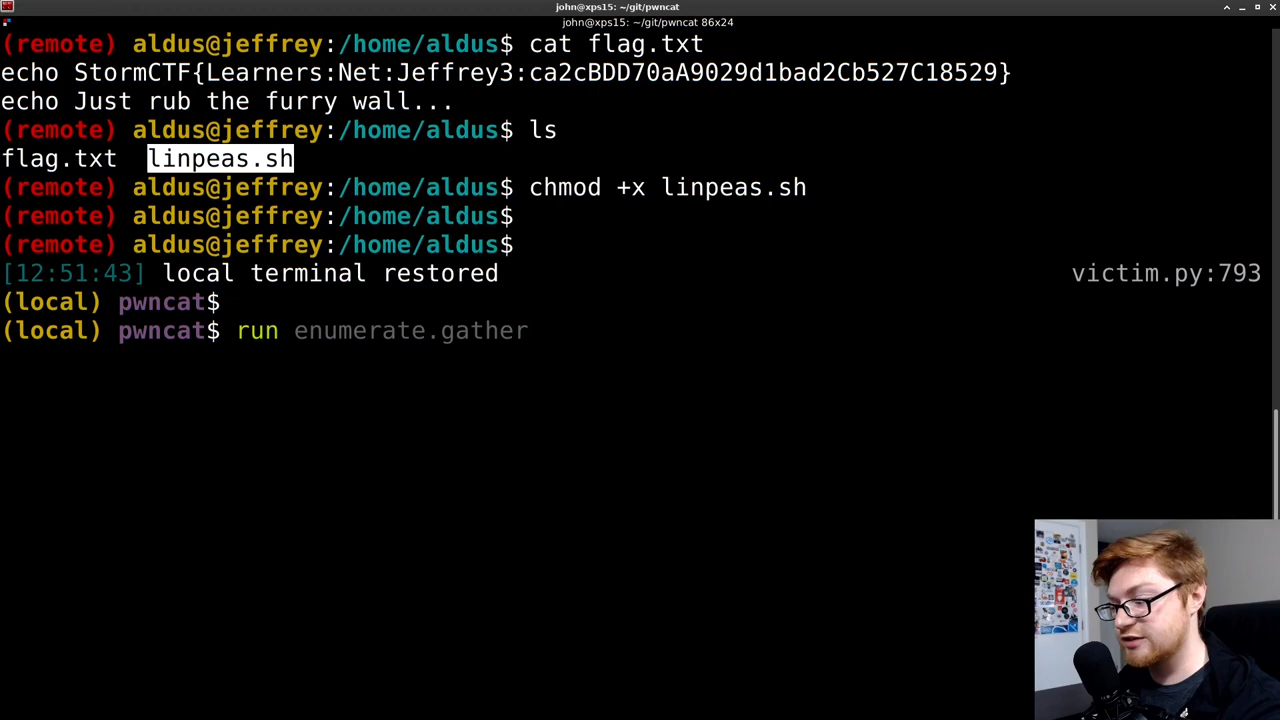 john@xps15: ~/git/pwncat
john@xps15: ~/git/pwncat 86x24
(remote) aldus@jeffrey:/home/aldus$ cat flag.txt
echo StormCTF{Learners:Net:Jeffrey3:ca2cBDD70aA9029d1bad2Cb527C18529}
echo Just rub the furry wall...
(remote) aldus@jeffrey:/home/aldus$ ls
flag.txt  linpeas.sh
(remote) aldus@jeffrey:/home/aldus$ chmod +x linpeas.sh
(remote) aldus@jeffrey:/home/aldus$
(remote) aldus@jeffrey:/home/aldus$
[12:51:43] local terminal restored victim.py:793
(local) pwncat$
(local) pwncat$ run enumerate.gather